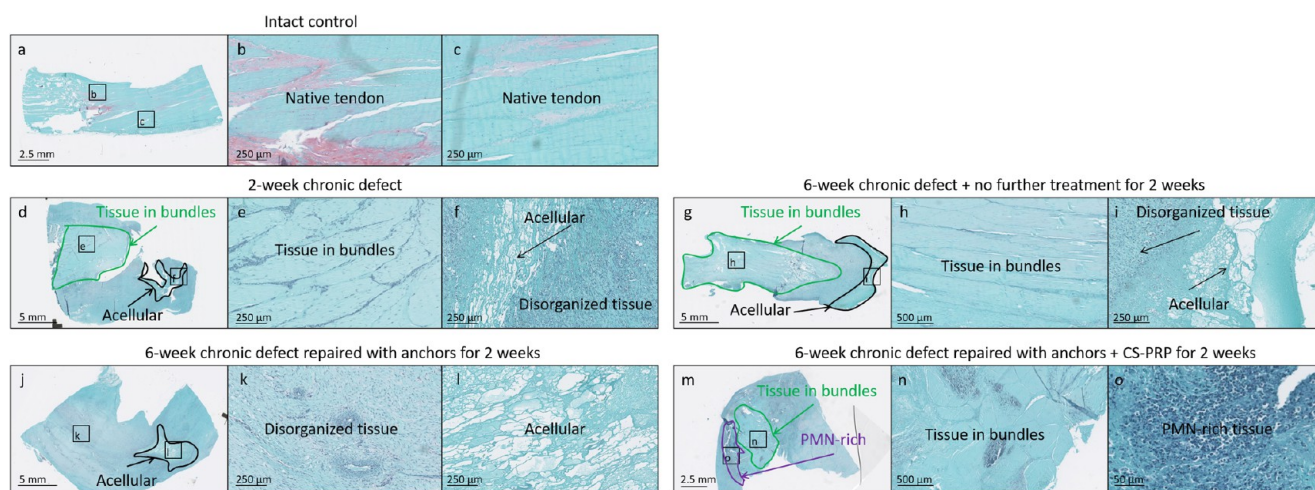 Intact control
a
b
c
b
c
Native tendon
Native tendon
2.5 mm
250 µm
250 µm
2-week chronic defect
d
Tissue in bundles
e
f
Acellular
e
f
Tissue in bundles
Disorganized tissue
Acellular
5 mm
250 µm
250 µm
6-week chronic defect + no further treatment for 2 weeks
g
Tissue in bundles
h
i
Disorganized tissue
h
Tissue in bundles
Acellular
Acellular
5 mm
500 µm
250 µm
6-week chronic defect repaired with anchors for 2 weeks
j
k
l
k
l
Disorganized tissue
Acellular
Acellular
5 mm
250 µm
250 µm
6-week chronic defect repaired with anchors + CS-PRP for 2 weeks
m
Tissue in bundles
n
o
n
o
PMN-rich
Tissue in bundles
PMN-rich tissue
2.5 mm
500 µm
50 µm